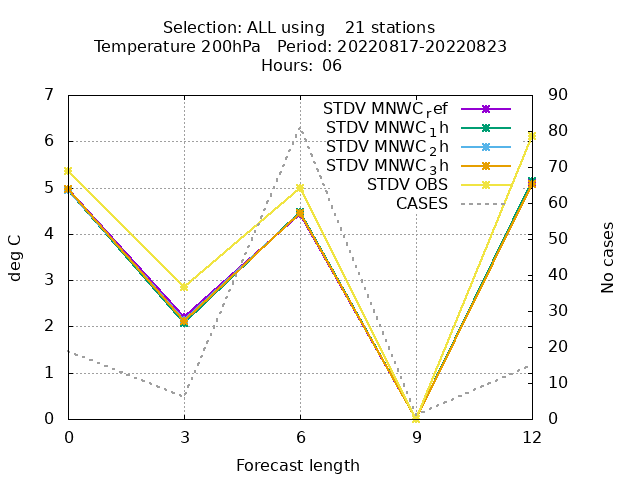 Selection: ALL using    21 stations
Temperature 200hPa   Period: 20220817-20220823
Hours: 06
7 90
6 80
5 70
4 60
3 50
2 40
1 30
0 20
10
0
STDV MNWC_ref
STDV MNWC_1h
STDV MNWC_2h
STDV MNWC_3h
STDV OBS
CASES
deg C
No cases
0 3 6 9 12
Forecast length